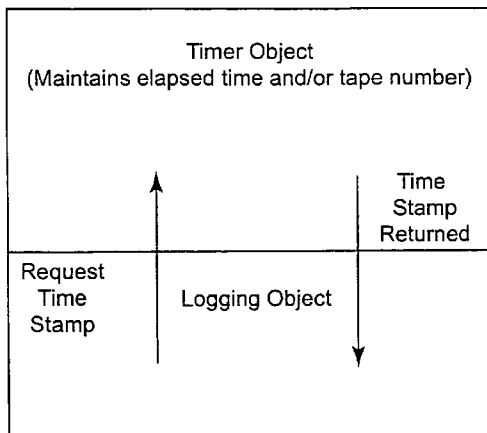 Timer Object
(Maintains elapsed time and/or tape number)
Time
Stamp
Returned
Request
Time
Stamp
Logging Object